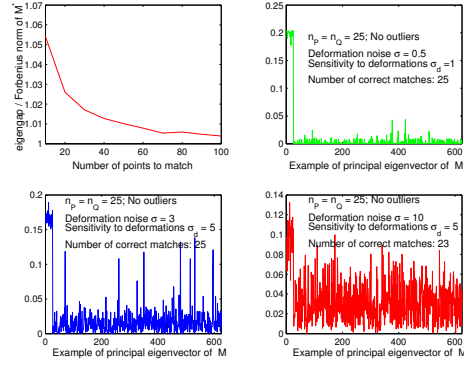 eigengap / Forbenius norm of M*
1.06
1.05
1.04
1.03
1.02
1.01
1
20 40 60 80 100
Number of points to match
0.25
0.2
0.15
0.1
0.05
0
n_P = n_Q = 25; No outliers
Deformation noise σ = 0.5
Sensitivity to deformations σ_d =1
Number of correct matches: 25
0 200 400 600
Example of principal eigenvector of M
0.2
0.15
0.1
0.05
0
n_P = n_Q = 25; No outliers
Deformation noise σ = 3
Sensitivity to deformations σ_d = 5
Number of correct matches: 25
0 200 400 600
Example of principal eigenvector of M
0.14
0.12
0.1
0.08
0.06
0.04
0.02
0
n_P = n_Q = 25; No outliers
Deformation noise σ = 10
Sensitivity to deformations σ_d = 5
Number of correct matches: 23
0 200 400 600
Example of principal eigenvector of M